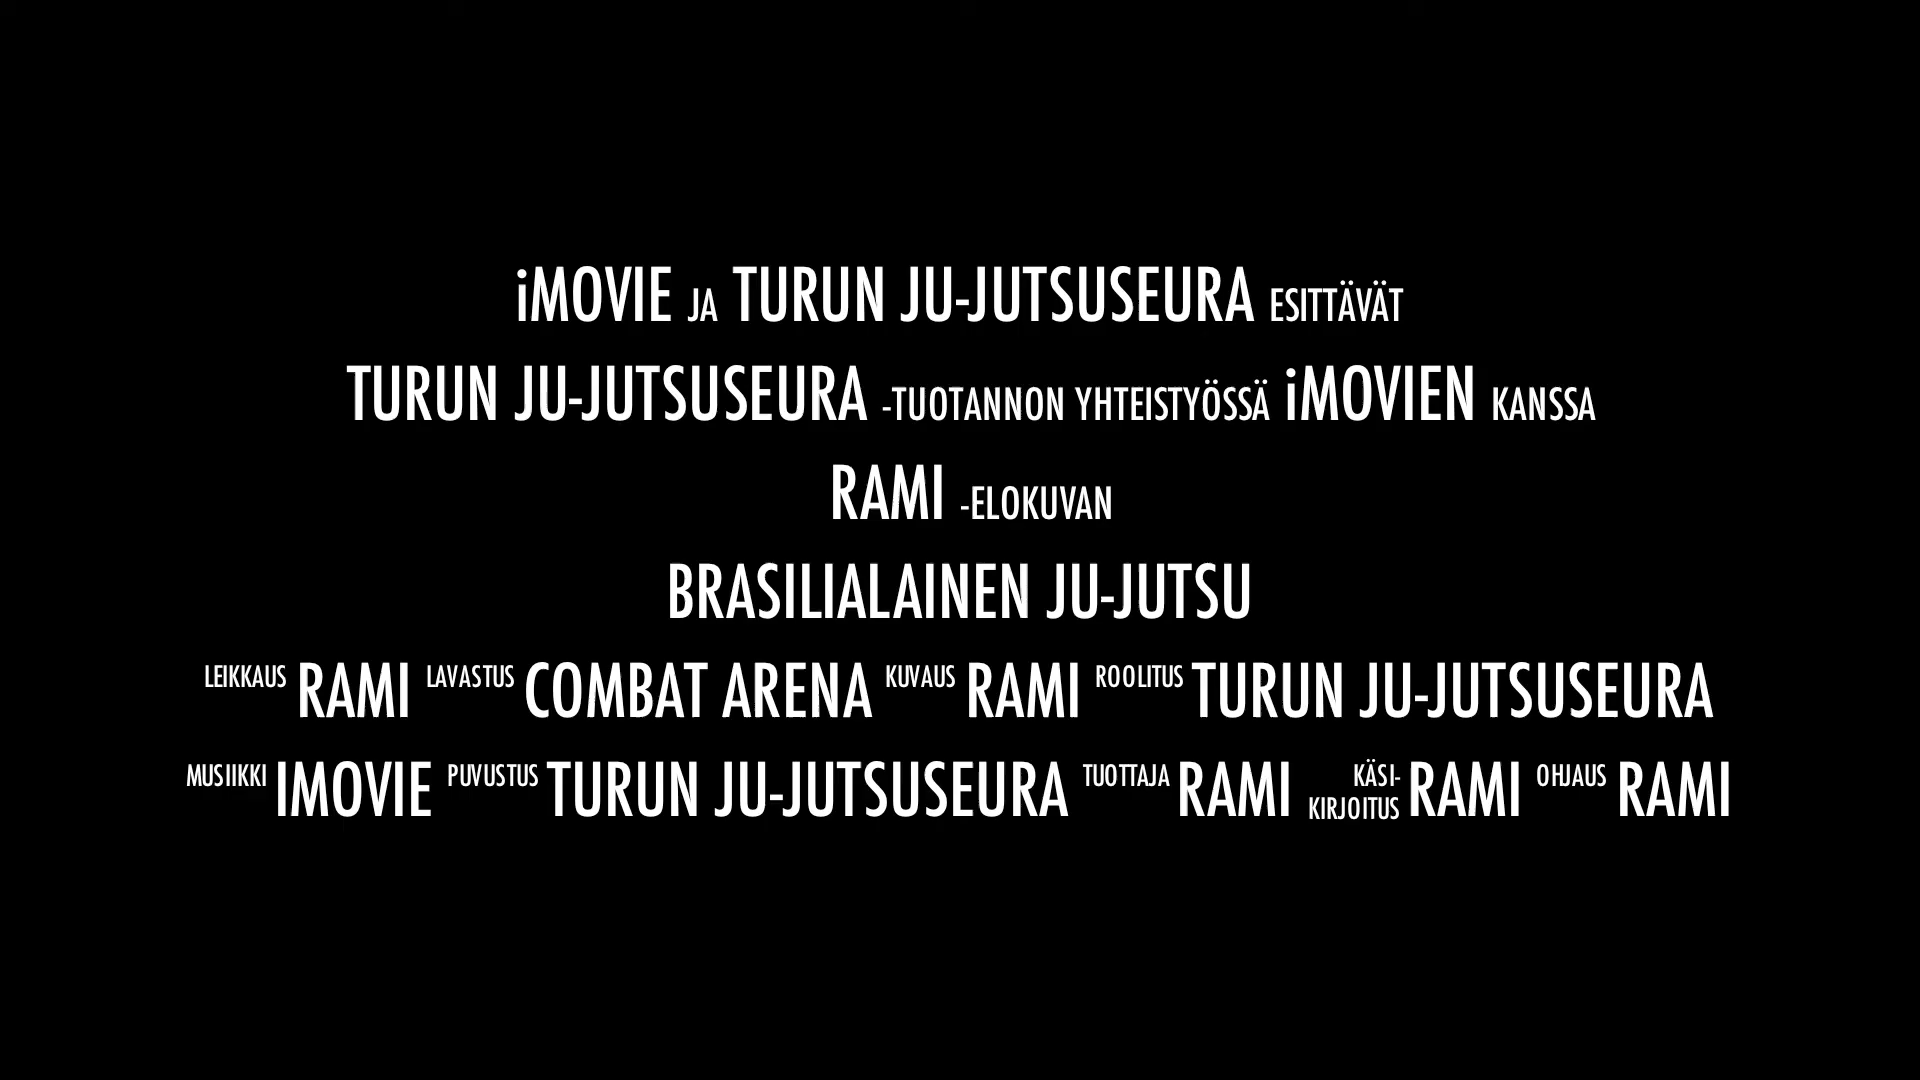 iMOVIE JA TURUN JU-JUTSUSEURA ESITTÄVÄT
TURUN JU-JUTSUSEURA -TUOTANNON YHTEISTYÖSSÄ iMOVIEN KANSSA
RAMI -ELOKUVAN
BRASILIALAINEN JU-JUTSU
LEIKKAUS RAMI LAVASTUS COMBAT ARENA KUVAUS RAMI ROOLITUS TURUN JU-JUTSUSEURA
MUSIIKKI IMOVIE PUVUSTUS TURUN JU-JUTSUSEURA TUOTTAJA RAMI KÄSI-KIRJOITUS RAMI OHJAUS RAMI